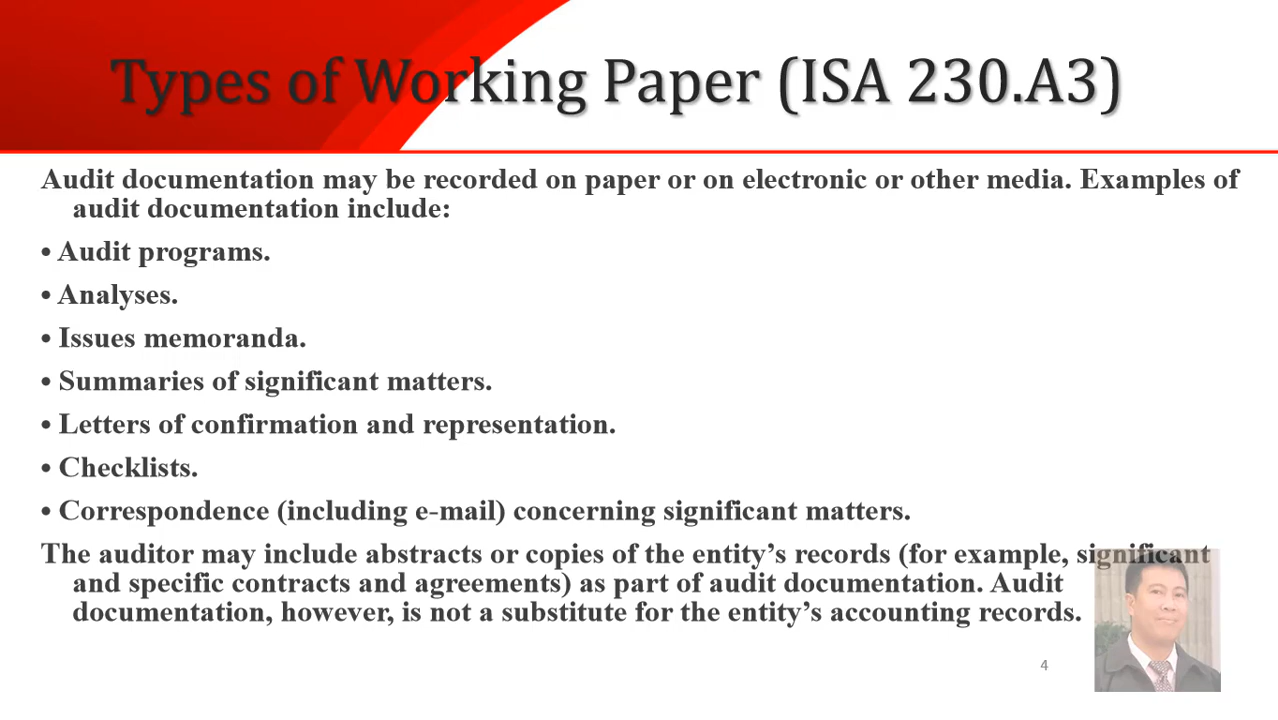 Types of Working Paper (ISA 230.A3)
Audit documentation may be recorded on paper or on electronic or other media. Examples of
audit documentation include:
• Audit programs.
• Analyses.
• Issues memoranda.
• Summaries of significant matters.
• Letters of confirmation and representation.
• Checklists.
• Correspondence (including e-mail) concerning significant matters.
The auditor may include abstracts or copies of the entity’s records (for example, significant
and specific contracts and agreements) as part of audit documentation. Audit
documentation, however, is not a substitute for the entity’s accounting records.
4